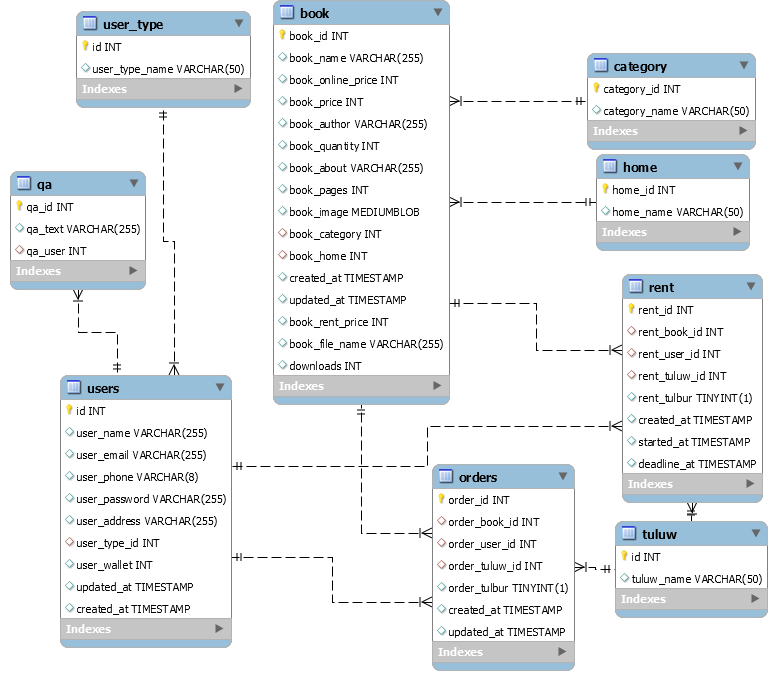 user_type
id INT
user_type_name VARCHAR(50)
Indexes
book
book_id INT
book_name VARCHAR(255)
book_online_price INT
book_price INT
book_author VARCHAR(255)
book_quantity INT
book_about VARCHAR(255)
book_pages INT
book_image MEDIUMBLOB
book_category INT
book_home INT
created_at TIMESTAMP
updated_at TIMESTAMP
book_rent_price INT
book_file_name VARCHAR(255)
downloads INT
Indexes
category
category_id INT
category_name VARCHAR(50)
Indexes
home
home_id INT
home_name VARCHAR(50)
Indexes
qa
qa_id INT
qa_text VARCHAR(255)
qa_user INT
Indexes
rent
rent_id INT
rent_book_id INT
rent_user_id INT
rent_tuluw_id INT
rent_tulbur TINYINT(1)
created_at TIMESTAMP
started_at TIMESTAMP
deadline_at TIMESTAMP
Indexes
users
id INT
user_name VARCHAR(255)
user_email VARCHAR(255)
user_phone VARCHAR(8)
user_password VARCHAR(255)
user_address VARCHAR(255)
user_type_id INT
user_wallet INT
updated_at TIMESTAMP
created_at TIMESTAMP
Indexes
orders
order_id INT
order_book_id INT
order_user_id INT
order_tuluw_id INT
order_tulbur TINYINT(1)
created_at TIMESTAMP
updated_at TIMESTAMP
Indexes
tuluw
id INT
tuluw_name VARCHAR(50)
Indexes